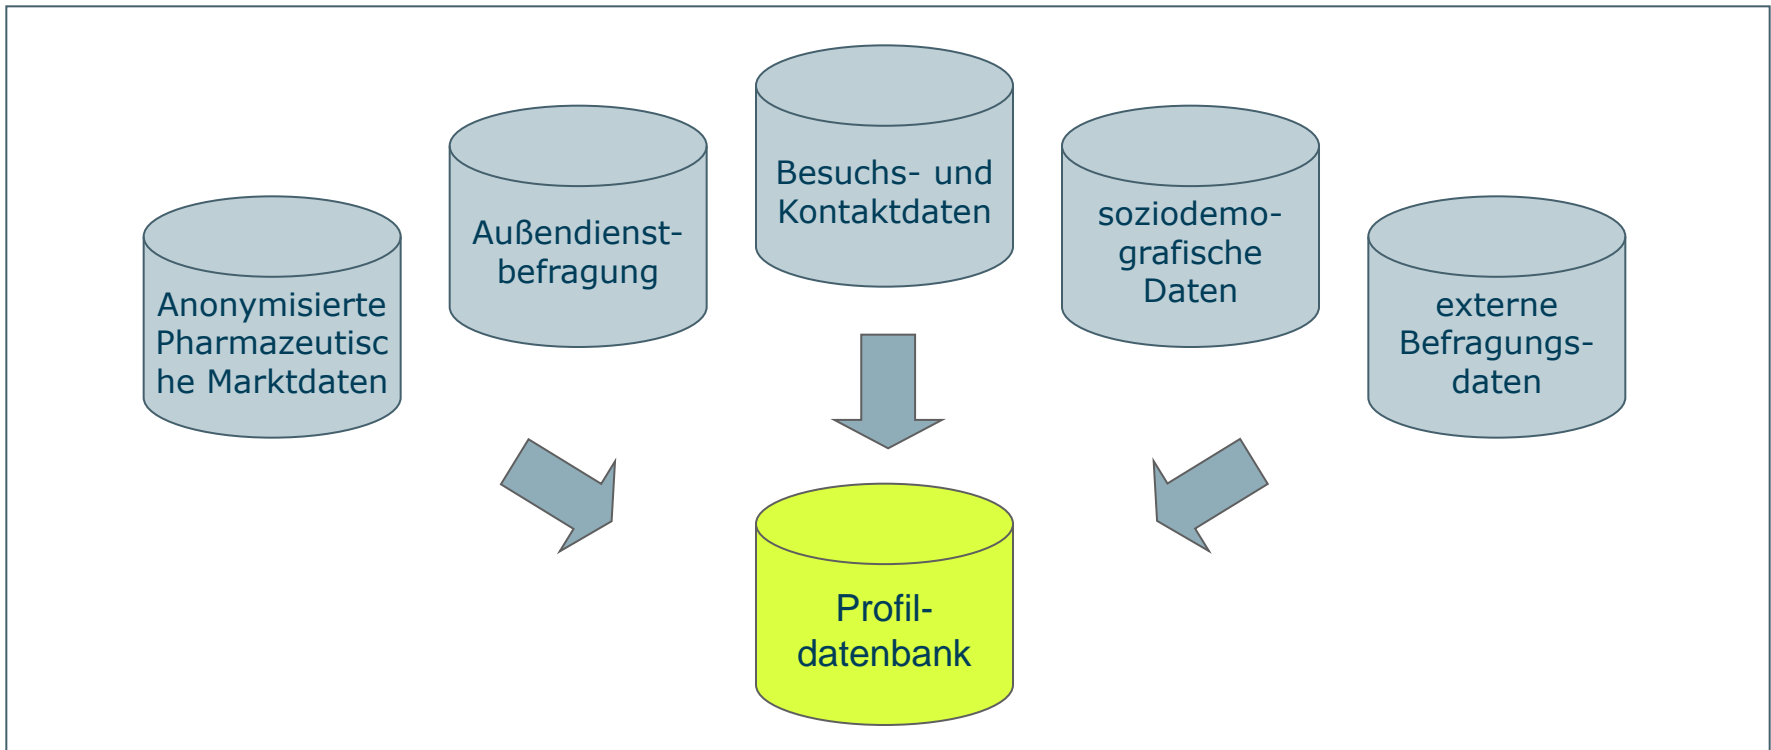 Anonymisierte
Pharmazeutisc
he Marktdaten
Außendienst-
befragung
Besuchs- und
Kontaktdaten
soziodemo-
grafische
Daten
externe
Befragungs-
daten
Profil-
datenbank